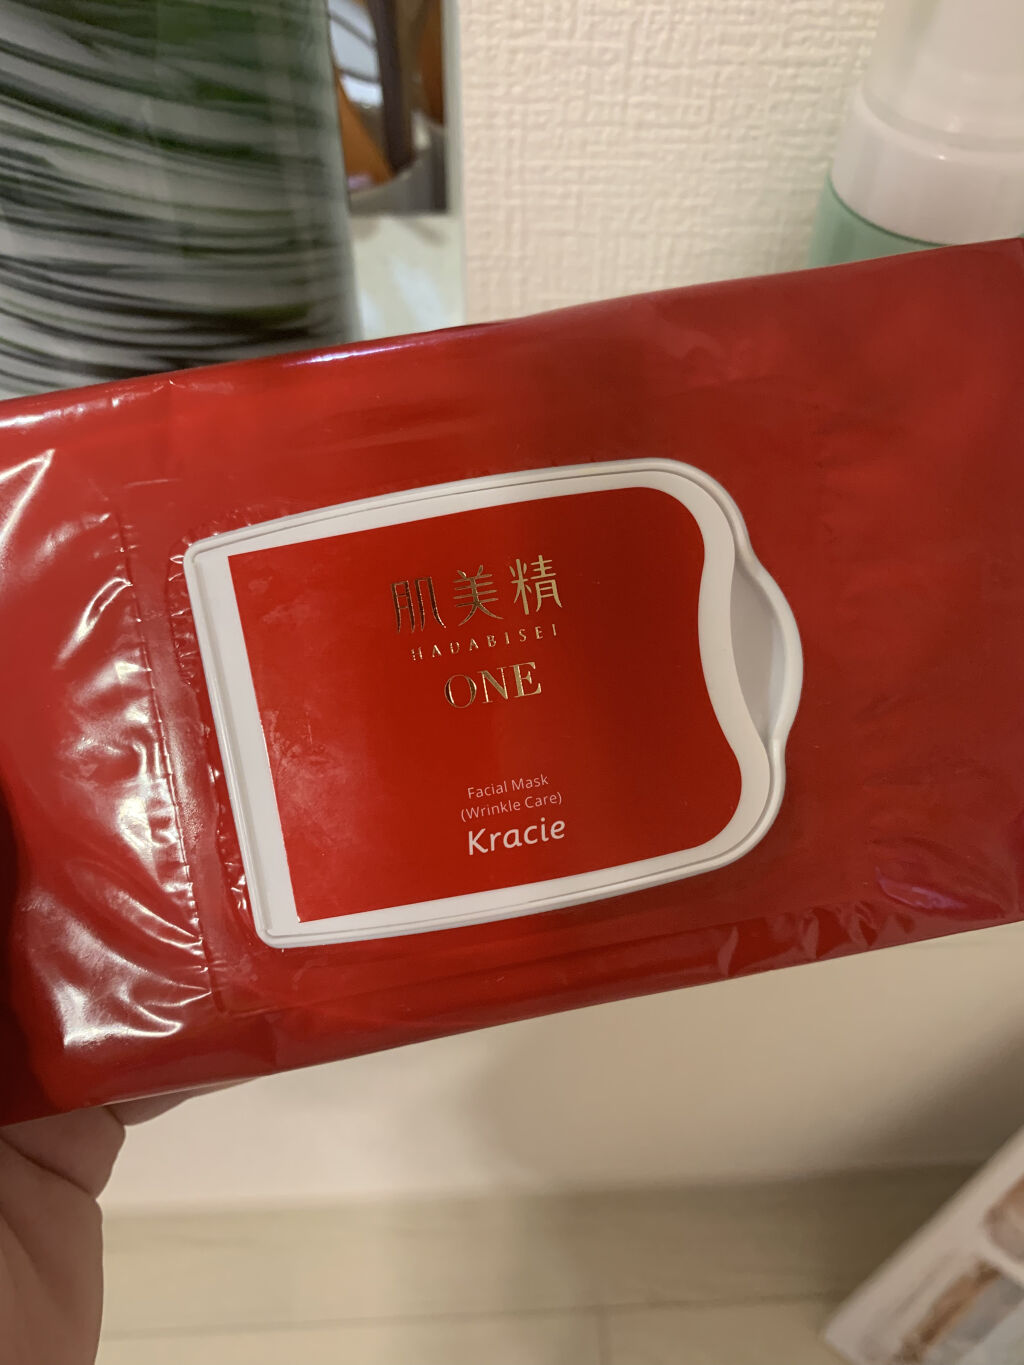 肌美精
HADABISEI
ONE
Facial Mask
(Wrinkle Care)
Kracie